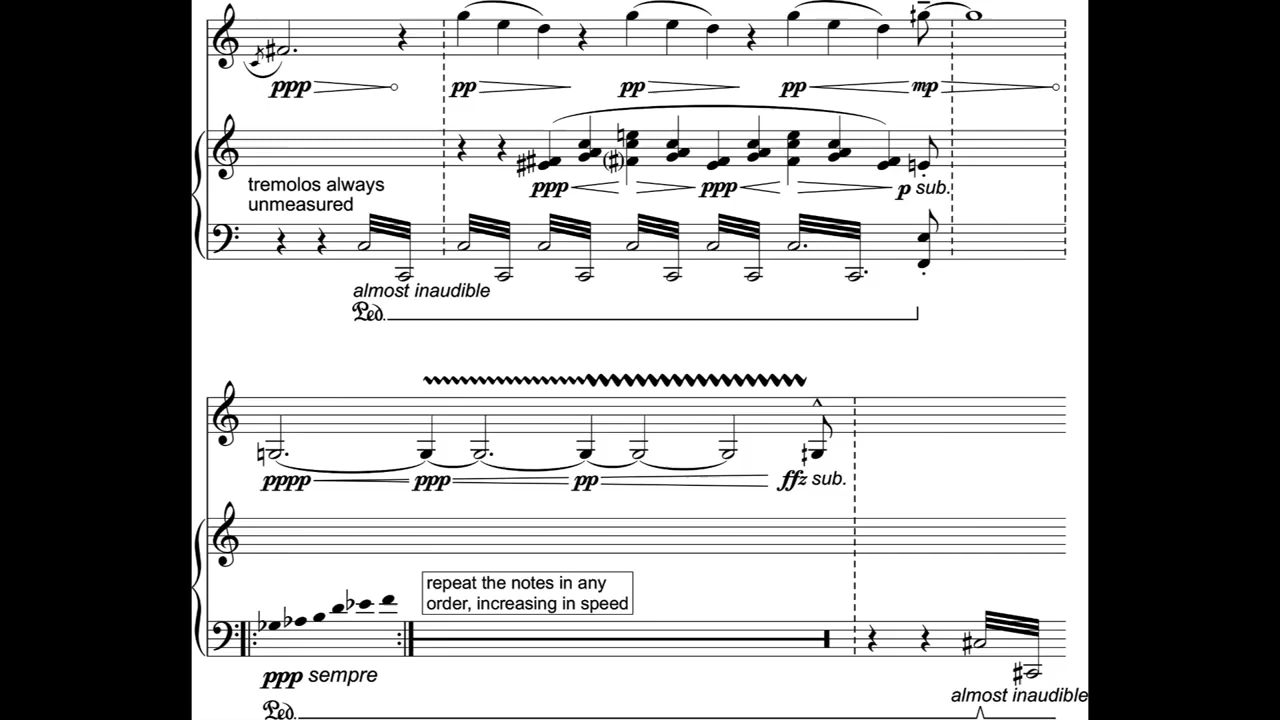 ppp
pp pp pp mp
tremolos always
unmeasured
ppp ppp p sub.
almost inaudible
Ped.
pppp ppp pp ffz sub.
repeat the notes in any
order, increasing in speed
ppp sempre
almost inaudible
Ped.